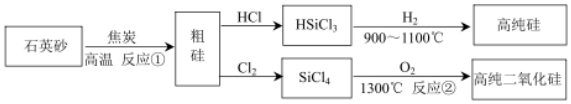 石英砂
焦炭
高温 反应①
粗硅
HCl
HSiCl₃
H₂
900～1100℃
高纯硅
Cl₂
SiCl₄
O₂
1300℃ 反应②
高纯二氧化硅